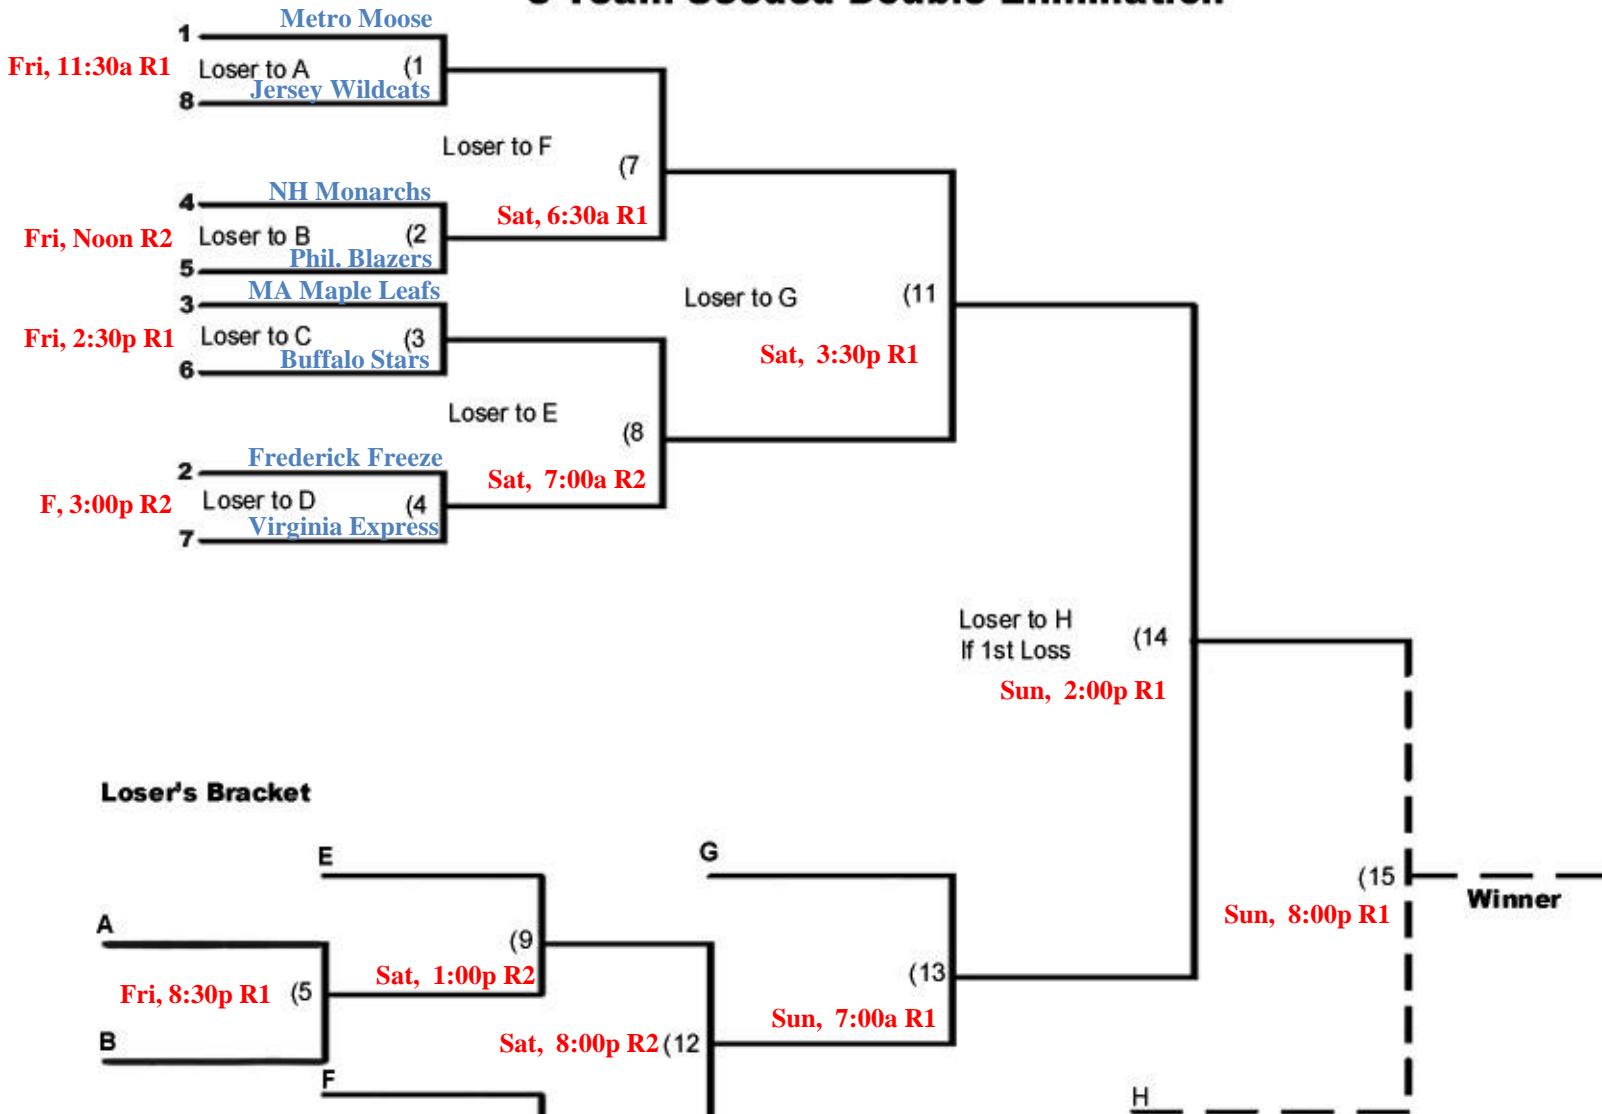 Metro Moose
1
Fri, 11:30a R1
Loser to A
(1
Jersey Wildcats
8
Loser to F
(7
NH Monarchs
4
Sat, 6:30a R1
Fri, Noon R2
Loser to B
(2
Phil. Blazers
5
MA Maple Leafs
3
Loser to G
(11
Fri, 2:30p R1
Loser to C
(3
Sat, 3:30p R1
Buffalo Stars
6
Loser to E
(8
Frederick Freeze
2
Sat, 7:00a R2
F, 3:00p R2
Loser to D
(4
Virginia Express
7
Loser to H
If 1st Loss
(14
Sun, 2:00p R1
Loser's Bracket
E
G
(15
Winner
Sun, 8:00p R1
A
(9
Sat, 1:00p R2
(13
Fri, 8:30p R1
(5
Sun, 7:00a R1
B
Sat, 8:00p R2
(12
F
H